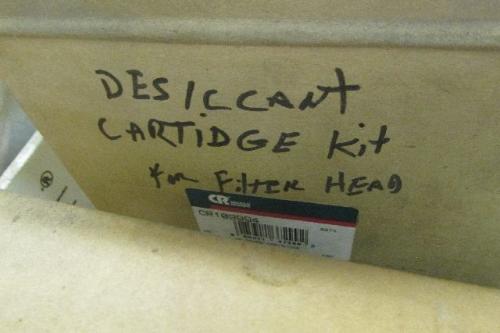 DESICCANT
CARTIDGE Kit
for Filter HEAD
CR